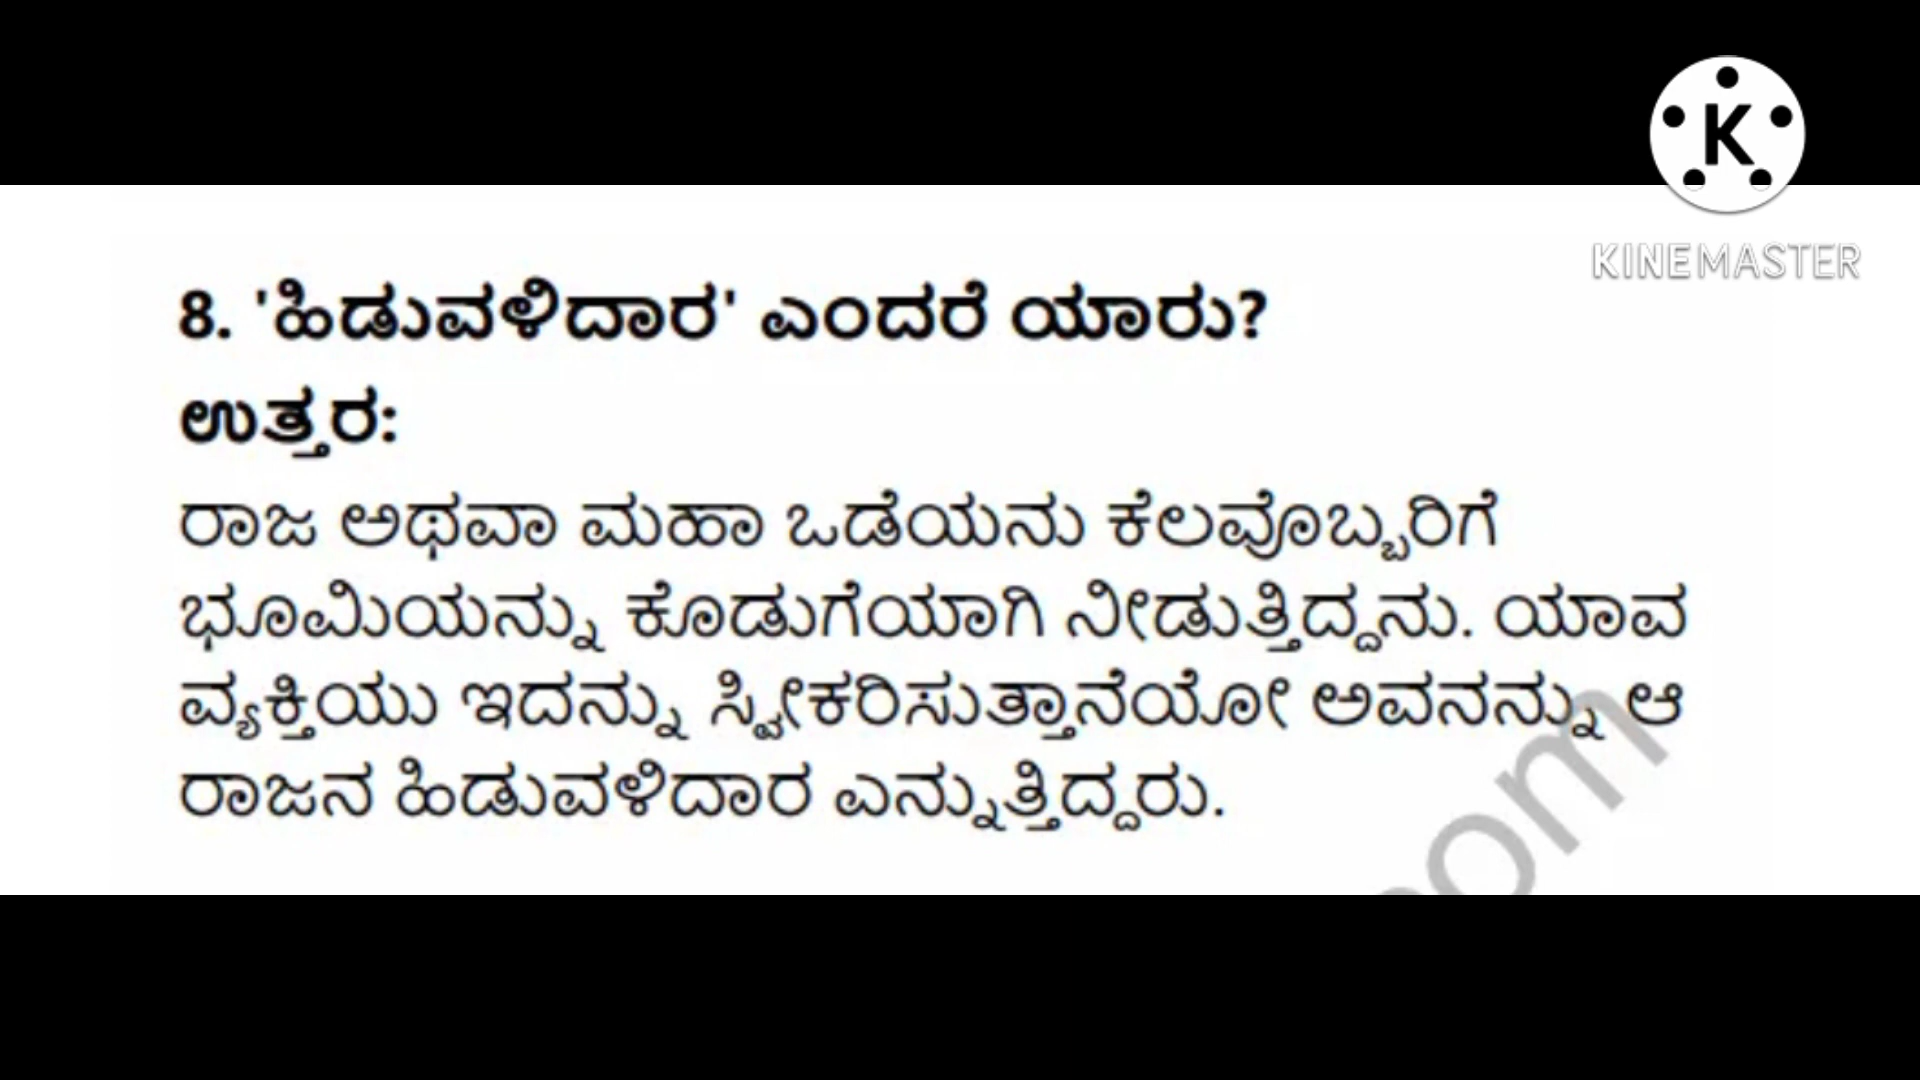 K
KINEMASTER
8. 'ಹಿಡುವಳಿದಾರ' ಎಂದರೆ ಯಾರು?
ಉತ್ತರ:
ರಾಜ ಅಥವಾ ಮಹಾ ಒಡೆಯನು ಕೆಲವೊಬ್ಬರಿಗೆ
ಭೂಮಿಯನ್ನು ಕೊಡುಗೆಯಾಗಿ ನೀಡುತ್ತಿದ್ದನು. ಯಾವ
ವ್ಯಕ್ತಿಯು ಇದನ್ನು ಸ್ವೀಕರಿಸುತ್ತಾನೆಯೋ ಅವನನ್ನು ಆ
ರಾಜನ ಹಿಡುವಳಿದಾರ ಎನ್ನುತ್ತಿದ್ದರು.
om